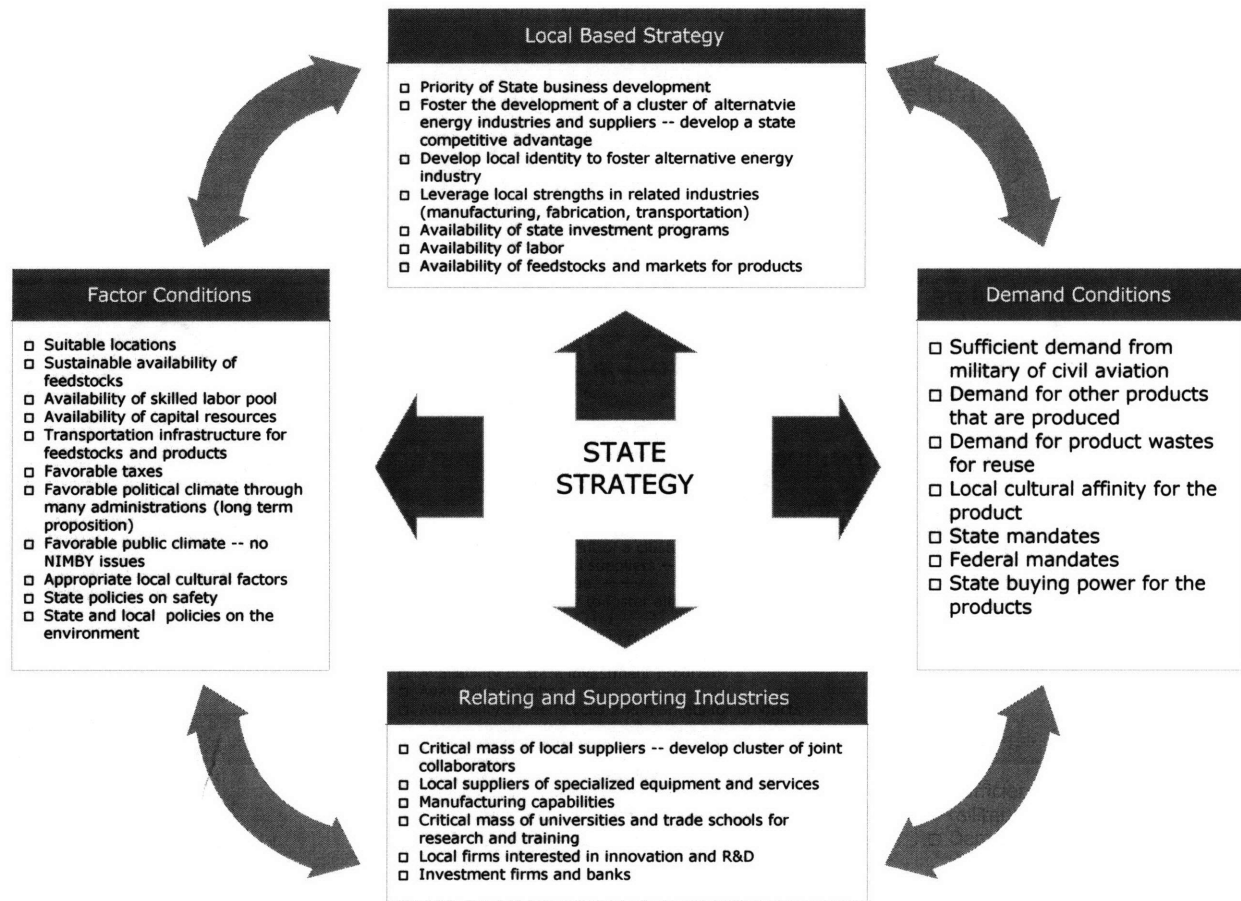 Local Based Strategy
□ Priority of State business development
□ Foster the development of a cluster of alternatvie
energy industries and suppliers -- develop a state
competitive advantage
□ Develop local identity to foster alternative energy
industry
□ Leverage local strengths in related industries
(manufacturing, fabrication, transportation)
□ Availability of state investment programs
□ Availability of labor
□ Availability of feedstocks and markets for products
Factor Conditions
□ Suitable locations
□ Sustainable availability of
feedstocks
□ Availability of skilled labor pool
□ Availability of capital resources
□ Transportation infrastructure for
feedstocks and products
□ Favorable taxes
□ Favorable political climate through
many administrations (long term
proposition)
□ Favorable public climate -- no
NIMBY issues
□ Appropriate local cultural factors
□ State policies on safety
□ State and local policies on the
environment
STATE
STRATEGY
Demand Conditions
□ Sufficient demand from
military of civil aviation
□ Demand for other products
that are produced
□ Demand for product wastes
for reuse
□ Local cultural affinity for the
product
□ State mandates
□ Federal mandates
□ State buying power for the
products
Relating and Supporting Industries
□ Critical mass of local suppliers -- develop cluster of joint
collaborators
□ Local suppliers of specialized equipment and services
□ Manufacturing capabilities
□ Critical mass of universities and trade schools for
research and training
□ Local firms interested in innovation and R&D
□ Investment firms and banks